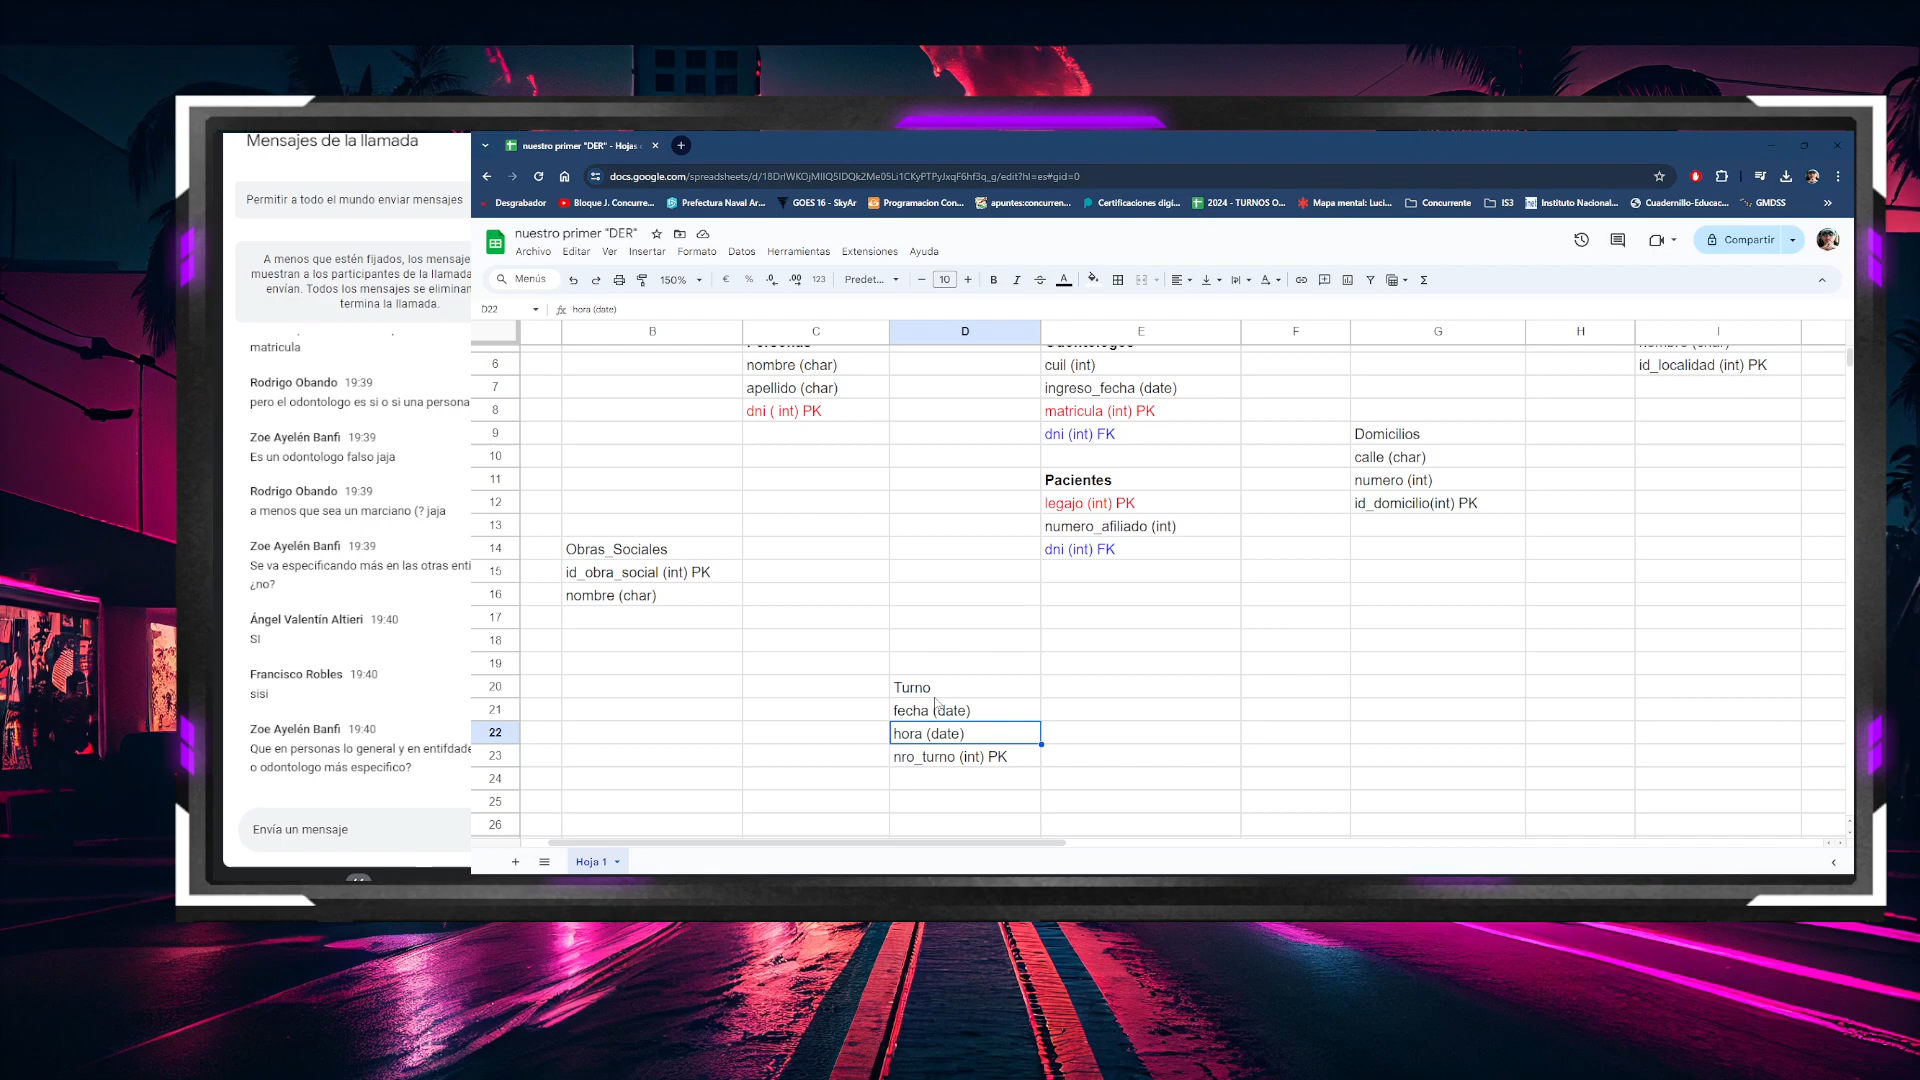 Mensajes de la llamada
Permitir a todo el mundo enviar mensajes
A menos que estén fijados, los mensaje
muestran a los participantes de la llamada
envían. Todos los mensajes se eliminan
termina la llamada.
matricula
Rodrigo Obando 19:39
pero el odontologo es si o si una persona
Zoe Ayelén Banfi 19:39
Es un odontologo falso jaja
Rodrigo Obando 19:39
a menos que sea un marciano (? jaja
Zoe Ayelén Banfi 19:39
Se va especificando más en las otras enti
¿no?
Ángel Valentín Altieri 19:40
SI
Francisco Robles 19:40
sisi
Zoe Ayelén Banfi 19:40
Que en personas lo general y en entifdade
o odontologo más especifico?
Envía un mensaje
nuestro primer "DER" - Hojas
Desgrabador
Bloque J. Concurre...
Prefectura Naval Ar...
GOES 16 - SkyAr
Programacion Con...
apuntes:concurren...
Certificaciones digi...
2024 - TURNOS O...
Mapa mental: Luci...
Concurrente
IS3
Instituto Nacional...
Cuadernillo-Educac...
GMDSS
nuestro primer "DER"
Archivo Editar Ver Insertar Formato Datos Herramientas Extensiones Ayuda
Compartir
Menús 150% € % .0 .00 123 Predet... 10 B I A
D22 fx hora (date)
B C D E F G H I
Personas Odontologos nombre (char)
6 nombre (char) cuil (int) id_localidad (int) PK
7 apellido (char) ingreso_fecha (date)
8 dni ( int) PK matricula (int) PK
9 dni (int) FK Domicilios
10 calle (char)
11 Pacientes numero (int)
12 legajo (int) PK id_domicilio(int) PK
13 numero_afiliado (int)
14 Obras_Sociales dni (int) FK
15 id_obra_social (int) PK
16 nombre (char)
17
18
19
20 Turno
21 fecha (date)
22 hora (date)
23 nro_turno (int) PK
24
25
26
Hoja 1